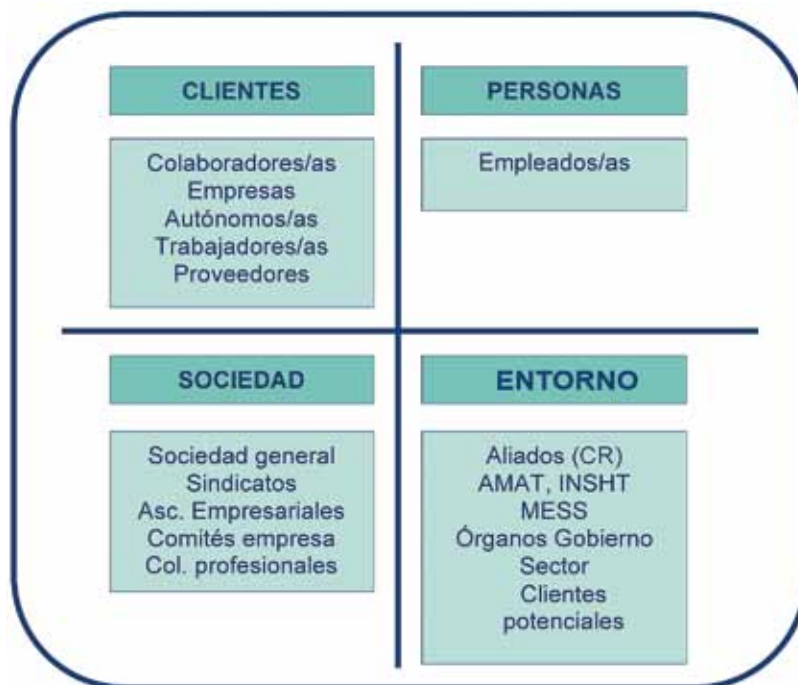 CLIENTES
Colaboradores/as
Empresas
Autónomos/as
Trabajadores/as
Proveedores
PERSONAS
Empleados/as
SOCIEDAD
Sociedad general
Sindicatos
Asc. Empresariales
Comités empresa
Col. profesionales
ENTORNO
Aliados (CR)
AMAT, INSHT
MESS
Órganos Gobierno
Sector
Clientes
potenciales